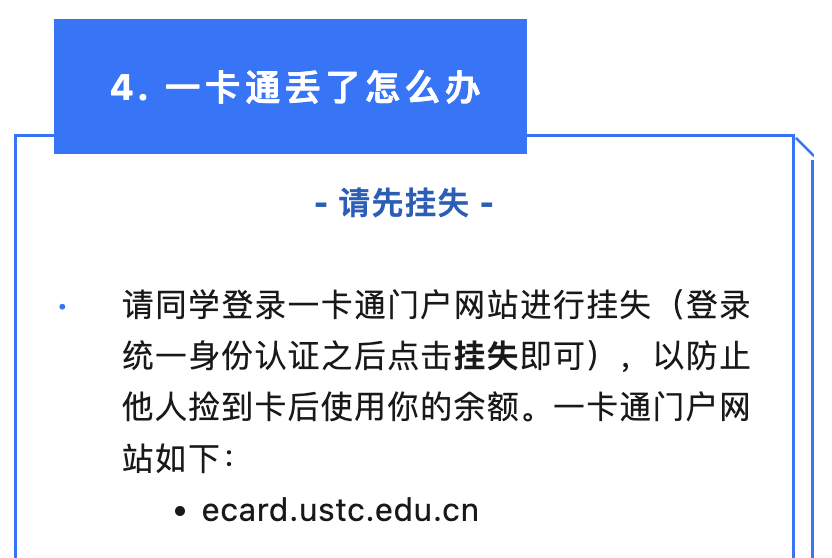 4. 一卡通丢了怎么办
- 请先挂失 -
· 请同学登录一卡通门户网站进行挂失（登录
统一身份认证之后点击挂失即可），以防止
他人捡到卡后使用你的余额。一卡通门户网
站如下：
• ecard.ustc.edu.cn